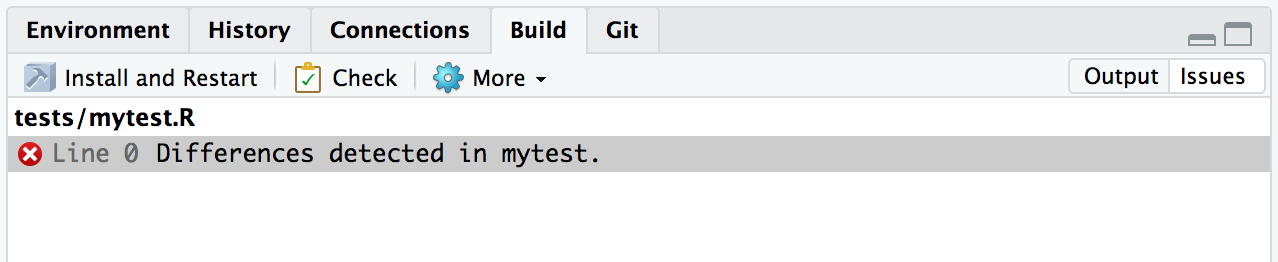 Environment History Connections Build Git
Install and Restart Check More Output Issues
tests/mytest.R
Line 0 Differences detected in mytest.